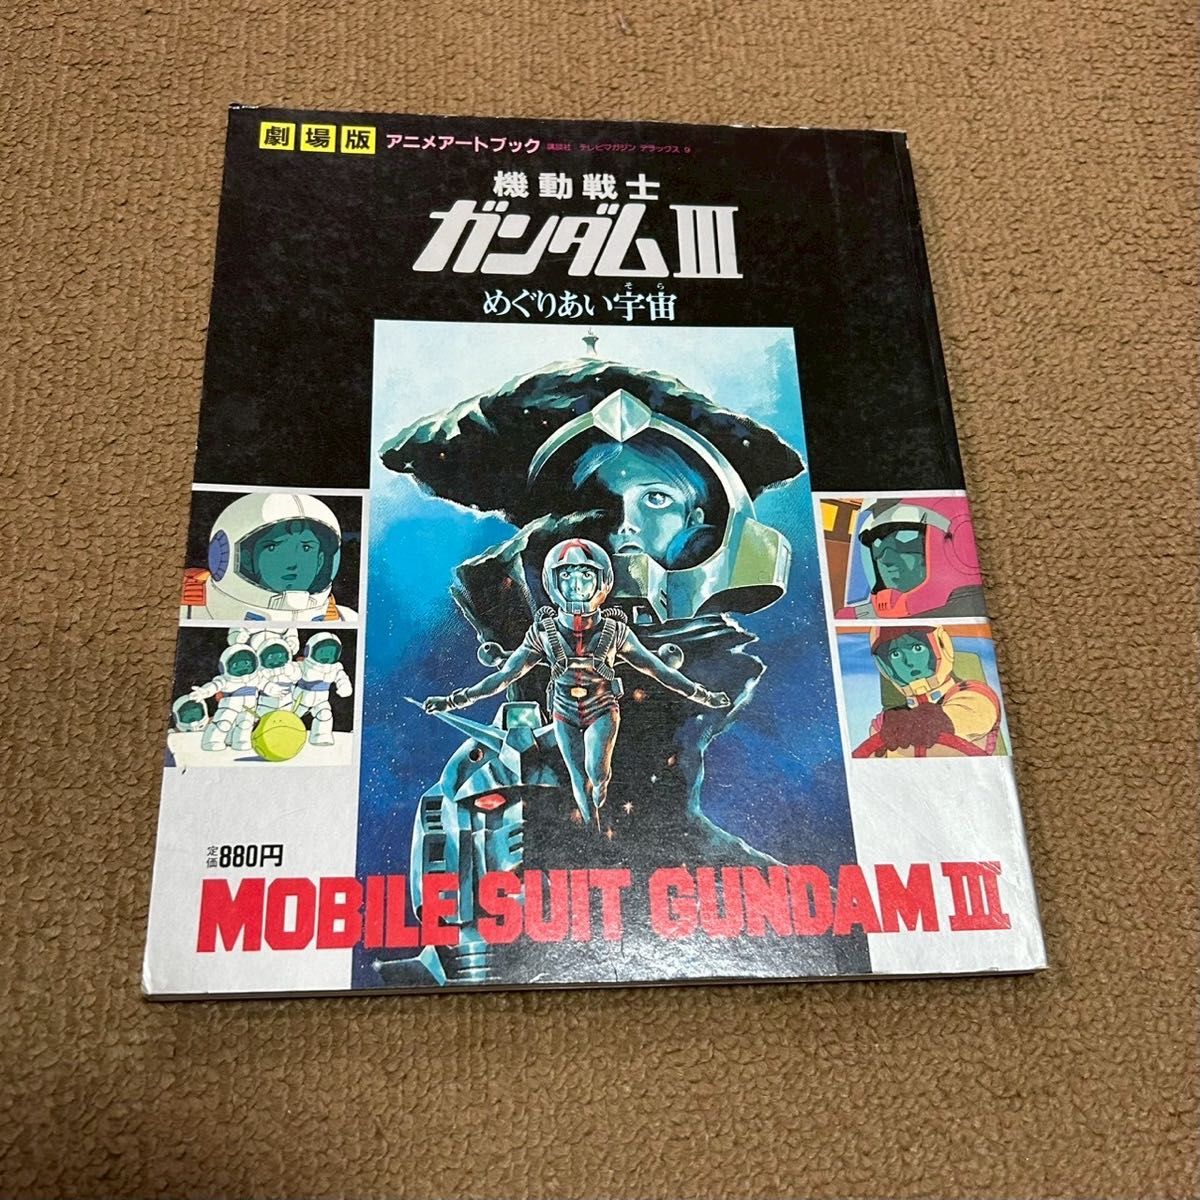 劇場版 アニメアートブック 講談社 テレビマガジン デラックス 9
機動戦士
ガンダムIII
そら
めぐりあい宇宙
定価880円
MOBILE SUIT GUNDAM III